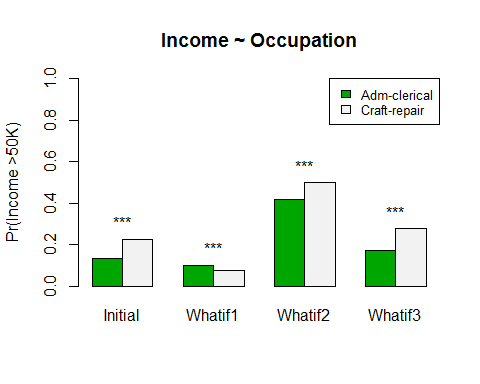 Income ~ Occupation
Pr(Income >50K)
1.0
0.8
0.6
0.4
0.2
0.0
Adm-clerical
Craft-repair
***
***
***
***
Initial
Whatif1
Whatif2
Whatif3